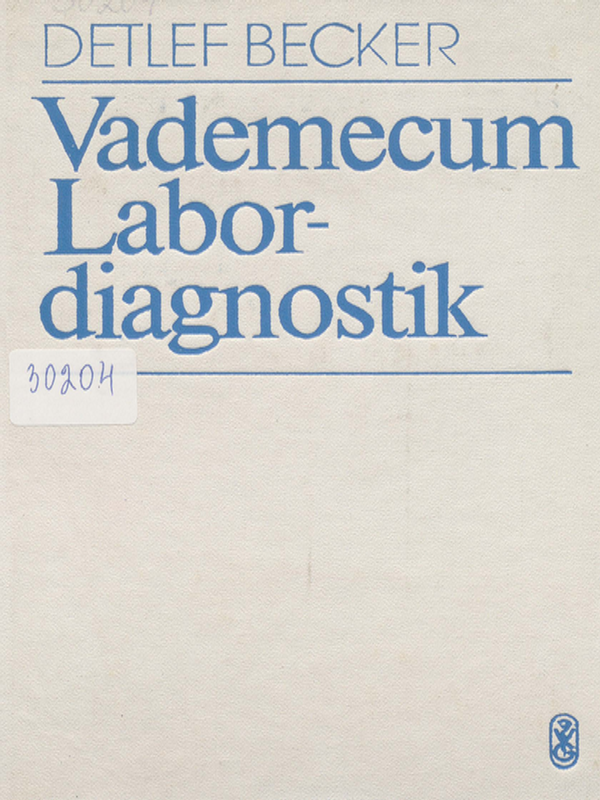 DETLEF BECKER
Vademecum
Labor-
diagnostik
30204